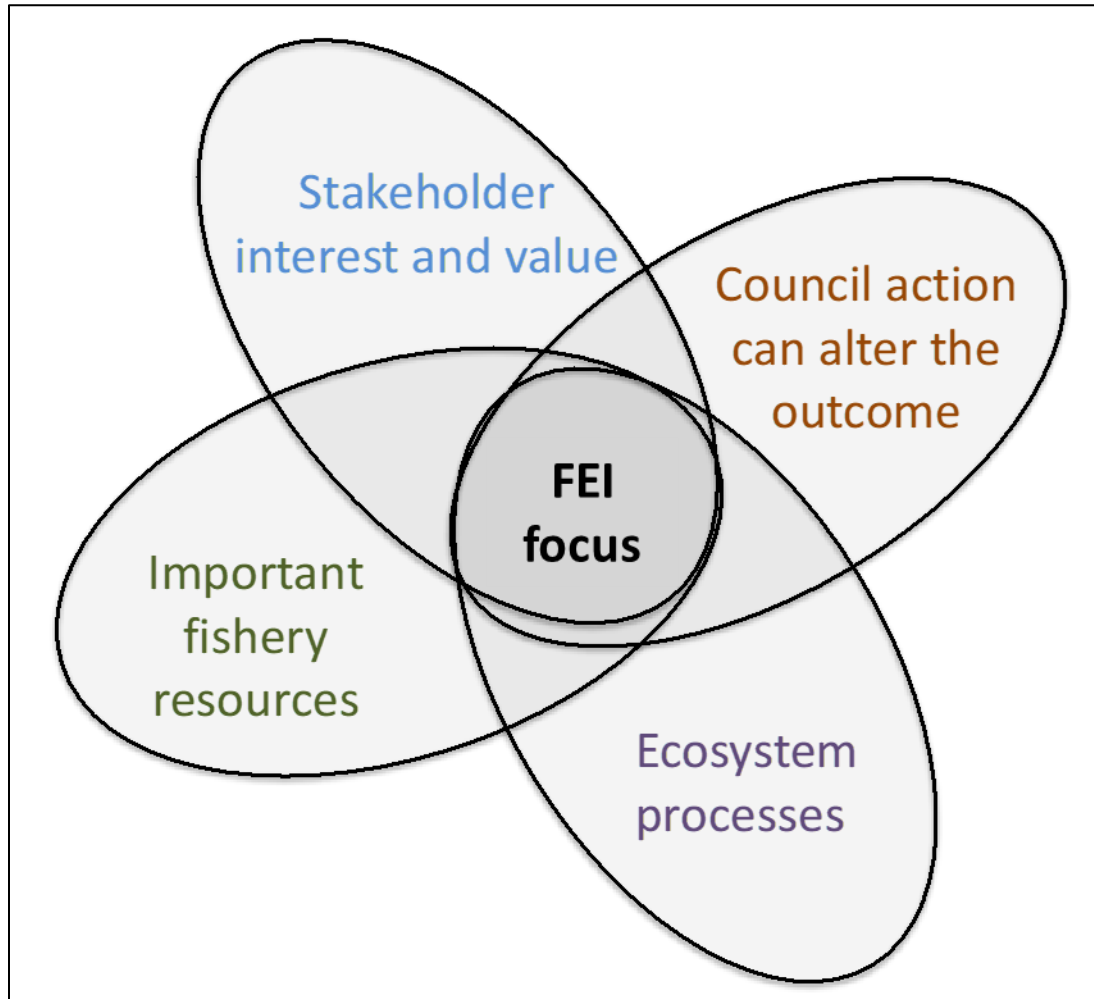 Stakeholder
interest and value
Council action
can alter the
outcome
FEI
focus
Important
fishery
resources
Ecosystem
processes